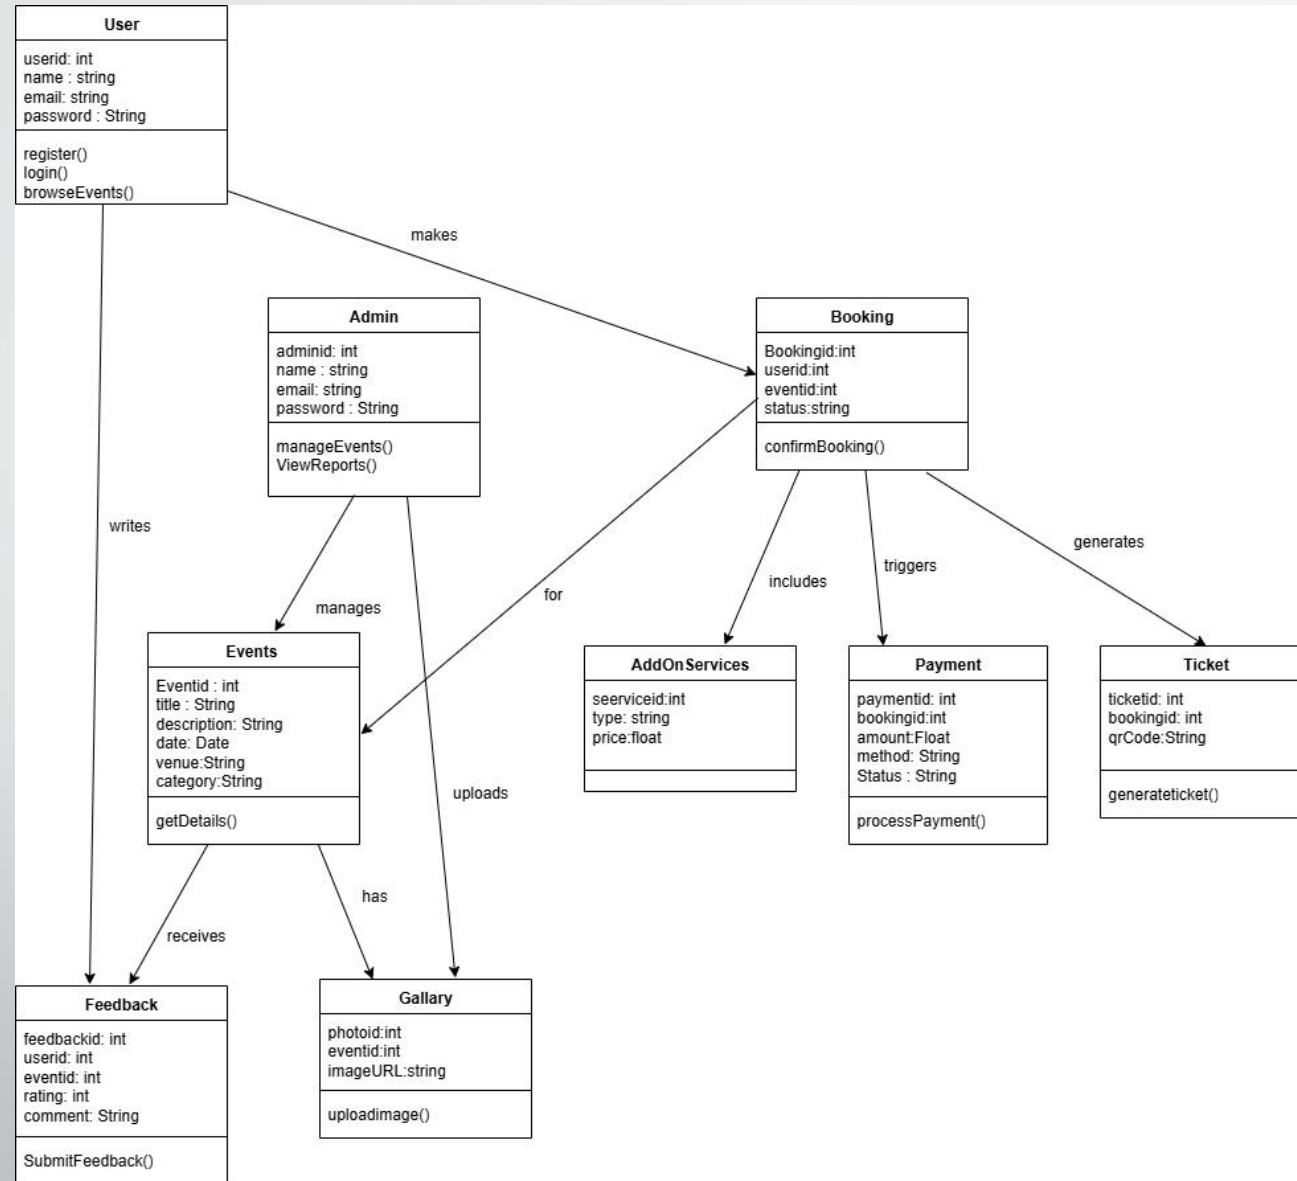 User
userid: int
name : string
email: string
password : String
register()
login()
browseEvents()
makes
Admin
adminid: int
name : string
email: string
password : String
manageEvents()
ViewReports()
Booking
Bookingid:int
userid:int
eventid:int
status:string
confirmBooking()
writes
manages
for
includes
triggers
generates
Events
Eventid : int
title : String
description: String
date: Date
venue:String
category:String
getDetails()
AddOnServices
seerviceid:int
type: string
price:float
Payment
paymentid: int
bookingid:int
amount:Float
method: String
Status : String
processPayment()
Ticket
ticketid: int
bookingid: int
qrCode:String
generateticket()
uploads
has
receives
Feedback
feedbackid: int
userid: int
eventid: int
rating: int
comment: String
SubmitFeedback()
Gallary
photoid:int
eventid:int
imageURL:string
uploadimage()